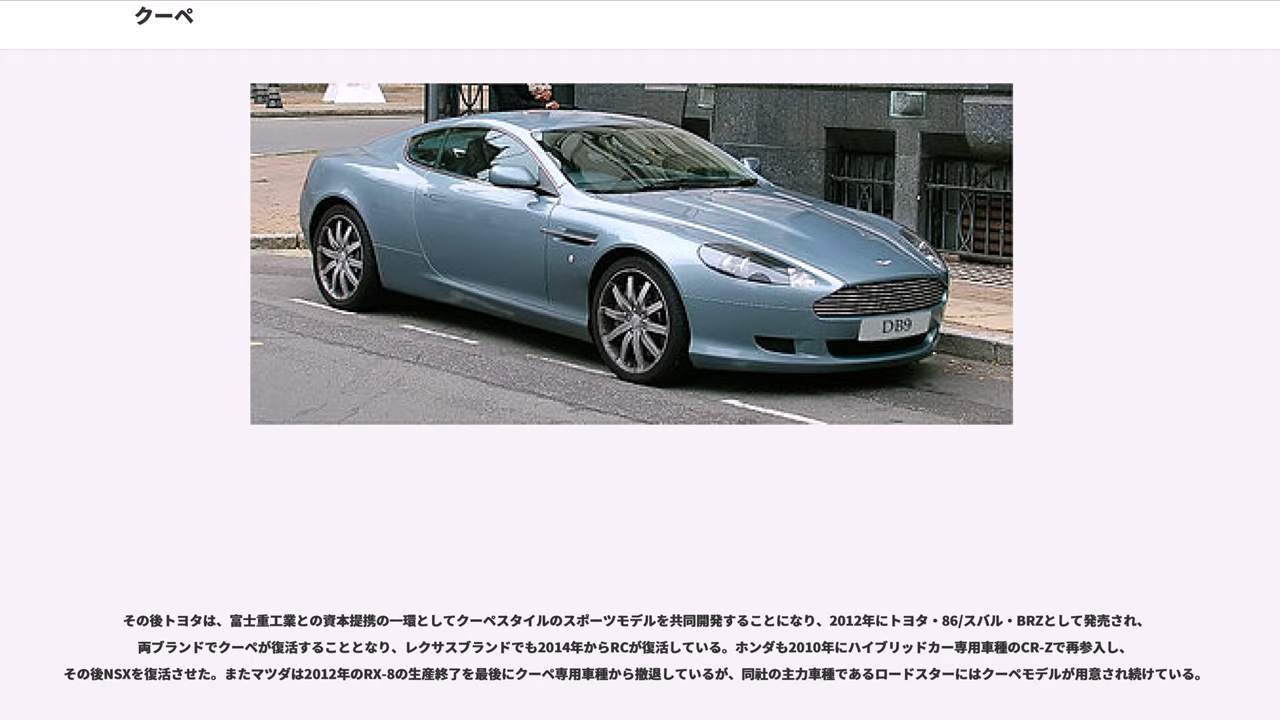 クーペ
DB9
その後トヨタは、富士重工業との資本提携の一環としてクーペスタイルのスポーツモデルを共同開発することになり、2012年にトヨタ・86/スバル・BRZとして発売され、
両ブランドでクーペが復活することとなり、レクサスブランドでも2014年からRCが復活している。ホンダも2010年にハイブリッドカー専用車種のCR-Zで再参入し、
その後NSXを復活させた。またマツダは2012年のRX-8の生産終了を最後にクーペ専用車種から撤退しているが、同社の主力車種であるロードスターにはクーペモデルが用意され続けている。